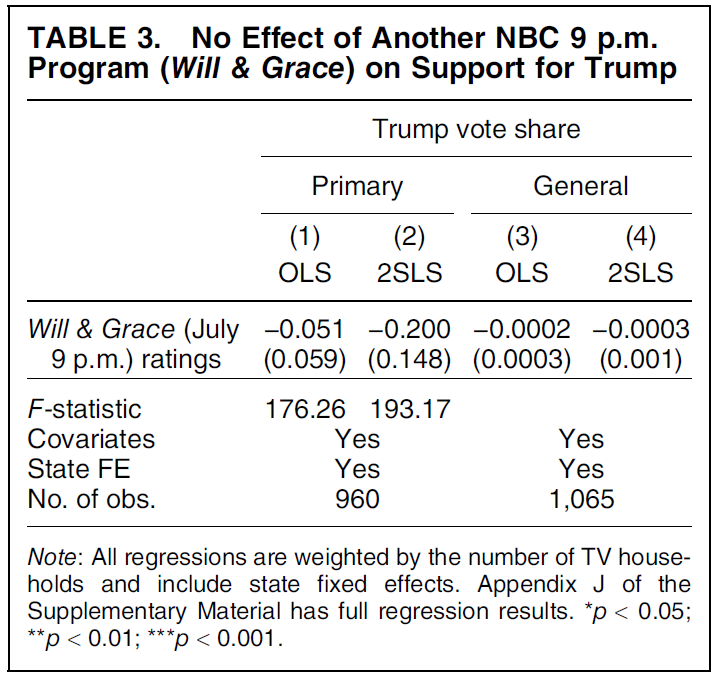 TABLE 3. No Effect of Another NBC 9 p.m.
Program (Will & Grace) on Support for Trump
Trump vote share
Primary General
(1) (2) (3) (4)
OLS 2SLS OLS 2SLS
Will & Grace (July −0.051 −0.200 −0.0002 −0.0003
9 p.m.) ratings (0.059) (0.148) (0.0003) (0.001)
F-statistic 176.26 193.17
Covariates Yes Yes
State FE Yes Yes
No. of obs. 960 1,065
Note: All regressions are weighted by the number of TV house-
holds and include state fixed effects. Appendix J of the
Supplementary Material has full regression results. *p < 0.05;
**p < 0.01; ***p < 0.001.